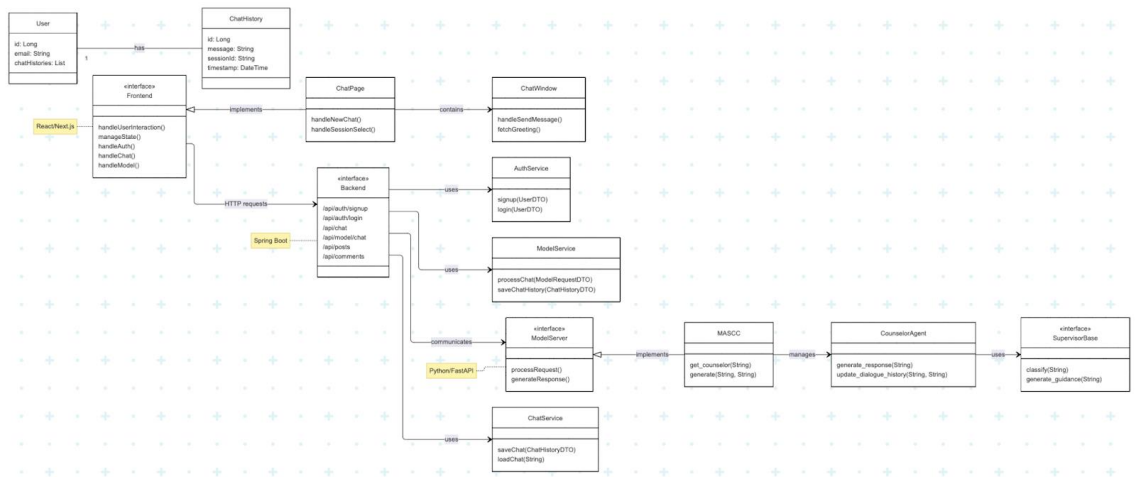 User
id: Long
email: String
chatHistories: List
1
has
ChatHistory
id: Long
message: String
sessionId: String
timestamp: DateTime
«interface»
Frontend
handleUserInteraction()
manageState()
handleAuth()
handleChat()
handleModel()
React/Next.js
implements
ChatPage
handleNewChat()
handleSessionSelect()
contains
ChatWindow
handleSendMessage()
fetchGreeting()
HTTP requests
«interface»
Backend
/api/auth/signup
/api/auth/login
/api/chat
/api/model/chat
/api/posts
/api/comments
Spring Boot
uses
AuthService
signup(UserDTO)
login(UserDTO)
uses
ModelService
processChat(ModelRequestDTO)
saveChatHistory(ChatHistoryDTO)
communicates
«interface»
ModelServer
processRequest()
generateResponse()
Python/FastAPI
implements
MASCC
get_counselor(String)
generate(String, String)
manages
CounselorAgent
generate_response(String)
update_dialogue_history(String, String)
uses
«interface»
SupervisorBase
classify(String)
generate_guidance(String)
uses
ChatService
saveChat(ChatHistoryDTO)
loadChat(String)